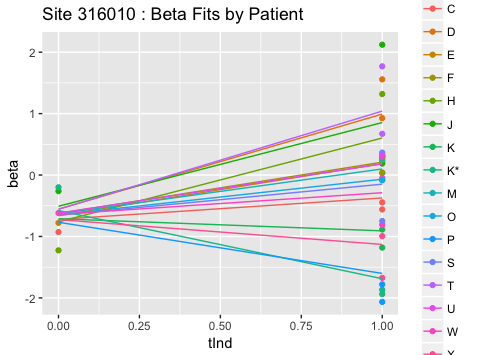 Site 316010 : Beta Fits by Patient
2
1
0
-1
-2
beta
0.00
0.25
0.50
0.75
1.00
tInd
C
D
E
F
H
J
K
K*
M
O
P
S
T
U
W
Y